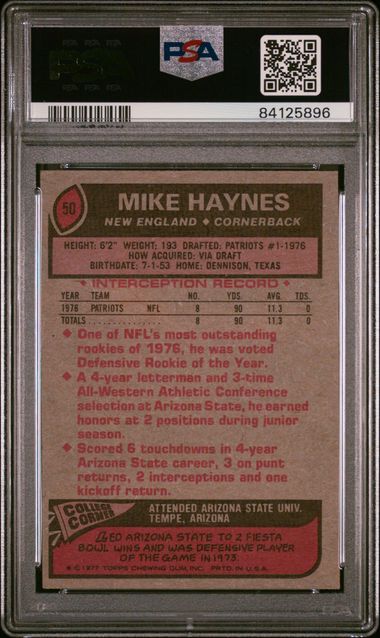 PSA
84125896
50
MIKE HAYNES
NEW ENGLAND ◆ CORNERBACK
HEIGHT: 6'2" WEIGHT: 193 DRAFTED: PATRIOTS #1-1976
HOW ACQUIRED: VIA DRAFT
BIRTHDATE: 7-1-53 HOME: DENNISON, TEXAS
◆ INTERCEPTION RECORD ◆
YEAR TEAM NO. YDS. AVG. TDS.
1976 PATRIOTS NFL 8 90 11.3 0
TOTALS................ 8 90 11.3 0
◆ One of NFL's most outstanding
rookies of 1976, he was voted
Defensive Rookie of the Year.
◆ A 4-year letterman and 3-time
All-Western Athletic Conference
selection at Arizona State, he earned
honors at 2 positions during junior
season.
◆ Scored 6 touchdowns in 4-year
Arizona State career, 3 on punt
returns, 2 interceptions and one
kickoff return.
COLLEGE
CORNER
ATTENDED ARIZONA STATE UNIV.
TEMPE, ARIZONA
LED ARIZONA STATE TO 2 FIESTA
BOWL WINS AND WAS DEFENSIVE PLAYER
OF THE GAME IN 1973.
★ © 1977 TOPPS CHEWING GUM, INC. PRTD. IN U.S.A.